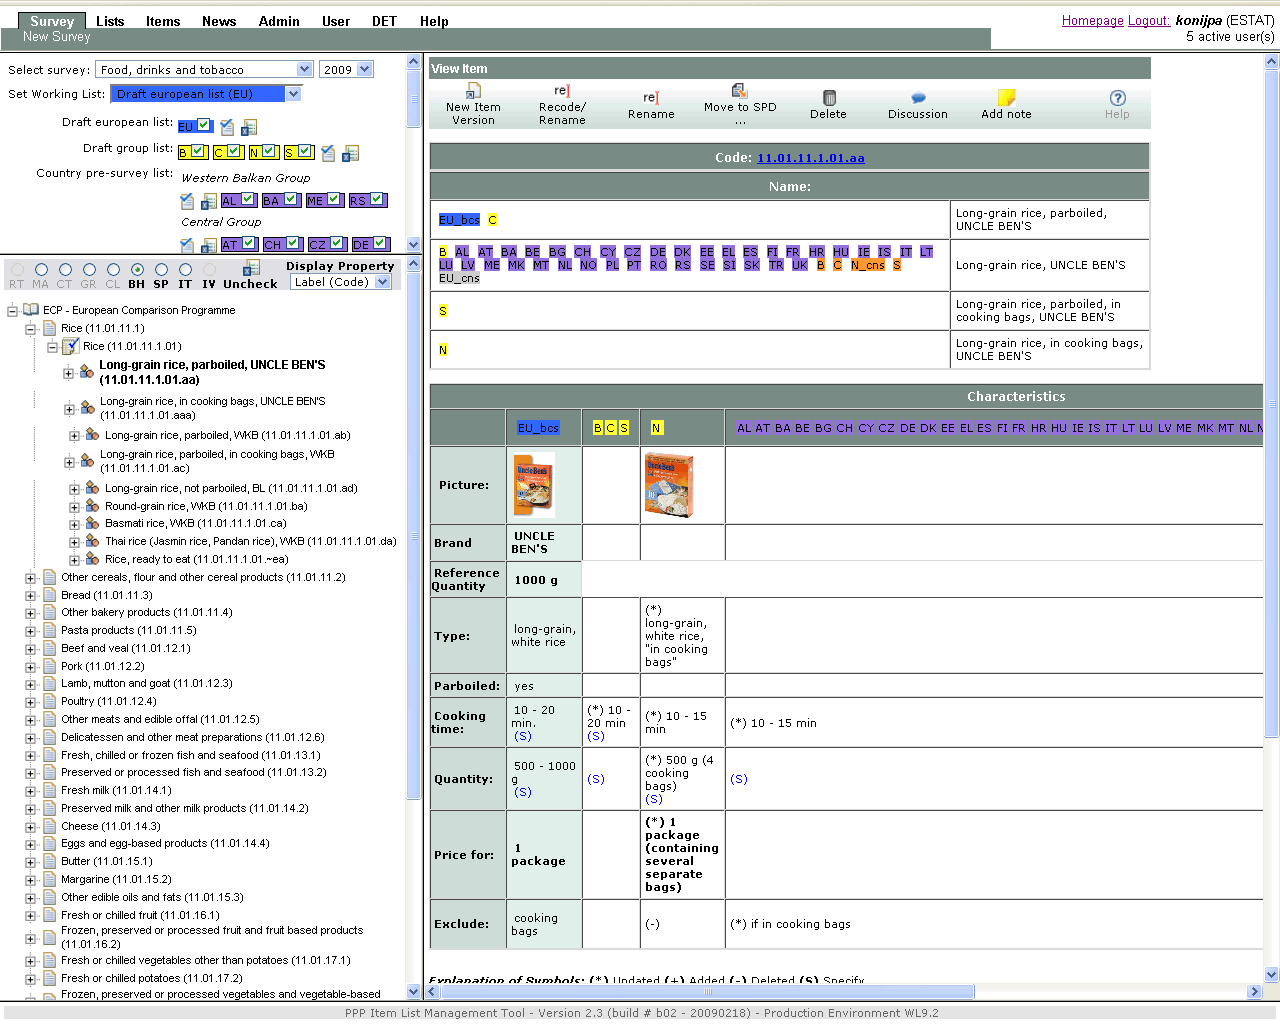 Survey Lists Items News Admin User DET Help
New Survey
Homepage Logout: konijpa (ESTAT)
5 active user(s)
Select survey: Food, drinks and tobacco 2009
Set Working List: Draft european list (EU)
Draft european list: EU
Draft group list: B C N S
Country pre-survey list: Western Balkan Group
AL BA ME RS
Central Group
AT CH CZ DE
RT MA CT GR CL BH SP IT IV Uncheck
Display Property
Label (Code)
ECP - European Comparison Programme
Rice (11.01.11.1)
Rice (11.01.11.1.01)
Long-grain rice, parboiled, UNCLE BEN'S
(11.01.11.1.01.aa)
Long-grain rice, in cooking bags, UNCLE BEN'S
(11.01.11.1.01.aaa)
Long-grain rice, parboiled, WKB (11.01.11.1.01.ab)
Long-grain rice, parboiled, in cooking bags, WKB
(11.01.11.1.01.ac)
Long-grain rice, not parboiled, BL (11.01.11.1.01.ad)
Round-grain rice, WKB (11.01.11.1.01.ba)
Basmati rice, WKB (11.01.11.1.01.ca)
Thai rice (Jasmin rice, Pandan rice), WKB (11.01.11.1.01.da)
Rice, ready to eat (11.01.11.1.01.~ea)
Other cereals, flour and other cereal products (11.01.11.2)
Bread (11.01.11.3)
Other bakery products (11.01.11.4)
Pasta products (11.01.11.5)
Beef and veal (11.01.12.1)
Pork (11.01.12.2)
Lamb, mutton and goat (11.01.12.3)
Poultry (11.01.12.4)
Other meats and edible offal (11.01.12.5)
Delicatessen and other meat preparations (11.01.12.6)
Fresh, chilled or frozen fish and seafood (11.01.13.1)
Preserved or processed fish and seafood (11.01.13.2)
Fresh milk (11.01.14.1)
Preserved milk and other milk products (11.01.14.2)
Cheese (11.01.14.3)
Eggs and egg-based products (11.01.14.4)
Butter (11.01.15.1)
Margarine (11.01.15.2)
Other edible oils and fats (11.01.15.3)
Fresh or chilled fruit (11.01.16.1)
Frozen, preserved or processed fruit and fruit based products
(11.01.16.2)
Fresh or chilled vegetables other than potatoes (11.01.17.1)
Fresh or chilled potatoes (11.01.17.2)
Frozen, preserved or processed vegetables and vegetable-based
View Item
New Item
Version
reI
Recode/
Rename
reI
Rename
Move to SPD
...
Delete
Discussion
Add note
Help
Code: 11.01.11.1.01.aa
Name:
EU_bcs C
Long-grain rice, parboiled,
UNCLE BEN'S
B AL AT BA BE BG CH CY CZ DE DK EE EL ES FI FR HR HU IE IS IT LT
LU LV ME MK MT NL NO PL PT RO RS SE SI SK TR UK B C N_cns S
EU_cns
Long-grain rice, UNCLE BEN'S
S
Long-grain rice, parboiled, in
cooking bags, UNCLE BEN'S
N
Long-grain rice, in cooking bags,
UNCLE BEN'S
Characteristics
EU_bcs B C S N AL AT BA BE BG CH CY CZ DE DK EE EL ES FI FR HR HU IE IS IT LT LU LV ME MK MT NL
Picture:
Uncle Ben's
Uncle Ben's
Brand
UNCLE
BEN'S
Reference
Quantity
1000 g
Type:
long-grain,
white rice
(*)
long-grain,
white rice,
"in cooking
bags"
Parboiled:
yes
Cooking
time:
10 - 20
min.
(S)
(*) 10 -
20 min
(S)
(*) 10 - 15
min
(*) 10 - 15 min
Quantity:
500 - 1000
g
(S)
(S)
(*) 500 g (4
cooking
bags)
(S)
(S)
Price for:
1
package
(*) 1
package
(containing
several
separate
bags)
Exclude:
cooking
bags
(-)
(*) if in cooking bags
Explanation of Symbols: (*) Updated (+) Added (-) Deleted (S) Specify
PPP Item List Management Tool - Version 2.3 (build # b02 - 20090218) - Production Environment WL9.2